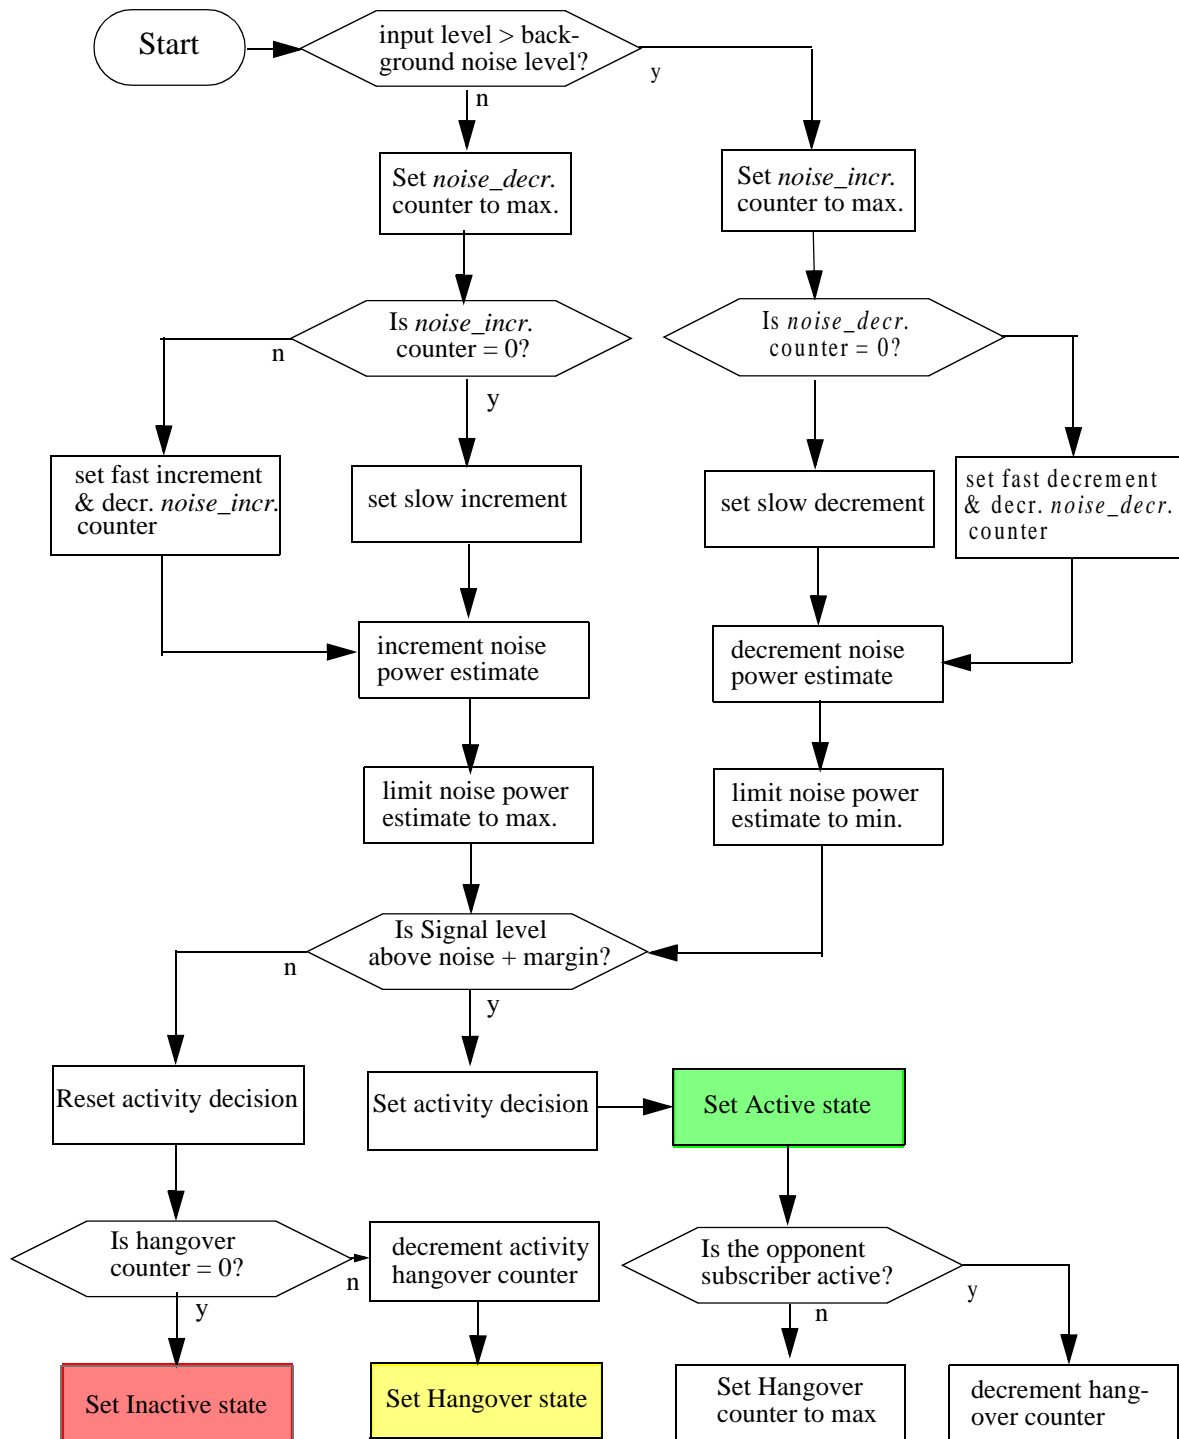 Start
input level > back-
ground noise level?
y
n
Set noise_decr.
counter to max.
Set noise_incr.
counter to max.
Is noise_incr.
counter = 0?
n
y
Is noise_decr.
counter = 0?
set fast increment
& decr. noise_incr.
counter
set slow increment
set slow decrement
set fast decrement
& decr. noise_decr.
counter
increment noise
power estimate
decrement noise
power estimate
limit noise power
estimate to max.
limit noise power
estimate to min.
Is Signal level
above noise + margin?
n
y
Reset activity decision
Set activity decision
Set Active state
Is hangover
counter = 0?
n
y
decrement activity
hangover counter
Is the opponent
subscriber active?
y
n
Set Inactive state
Set Hangover state
Set Hangover
counter to max
decrement hang-
over counter